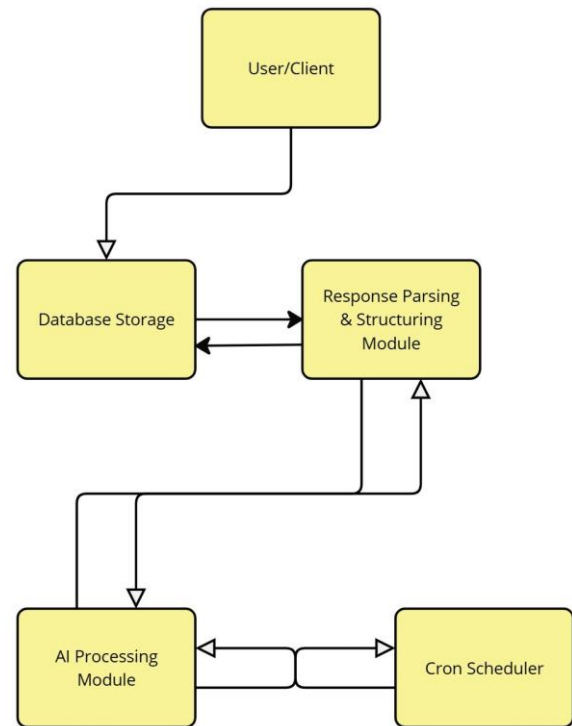 User/Client
Database Storage
Response Parsing
& Structuring
Module
AI Processing
Module
Cron Scheduler